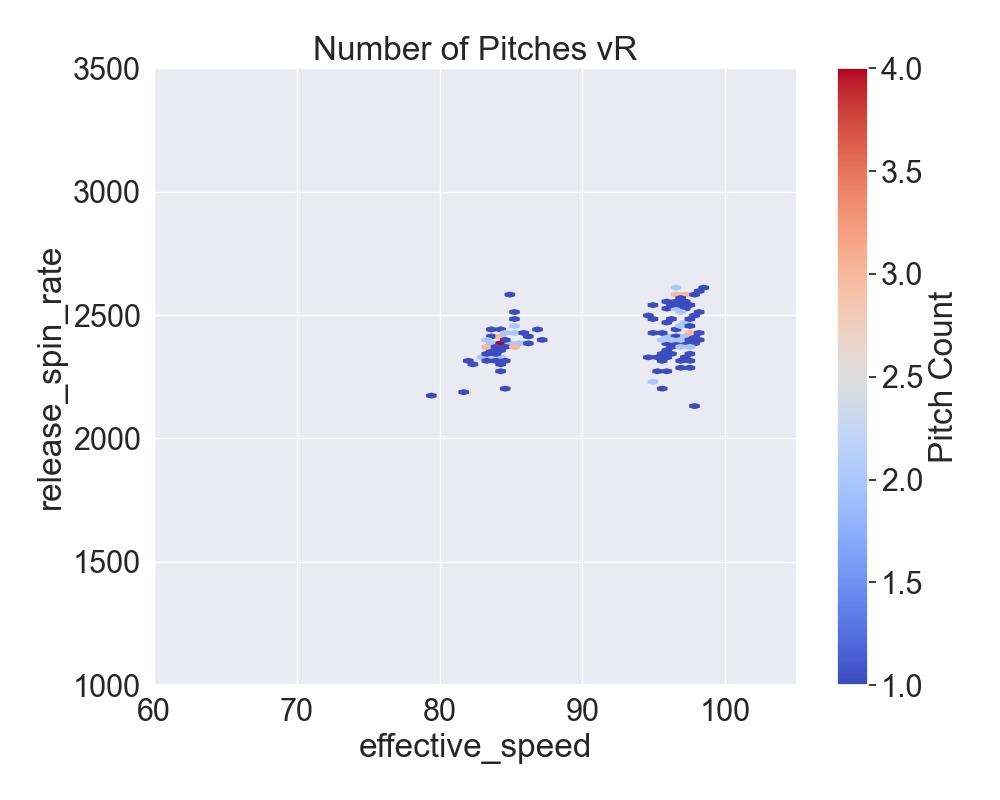 Number of Pitches vR
3500
3000
2500
2000
1500
1000
release_spin_rate
60 70 80 90 100
effective_speed
4.0
3.5
3.0
2.5
2.0
1.5
1.0
Pitch Count